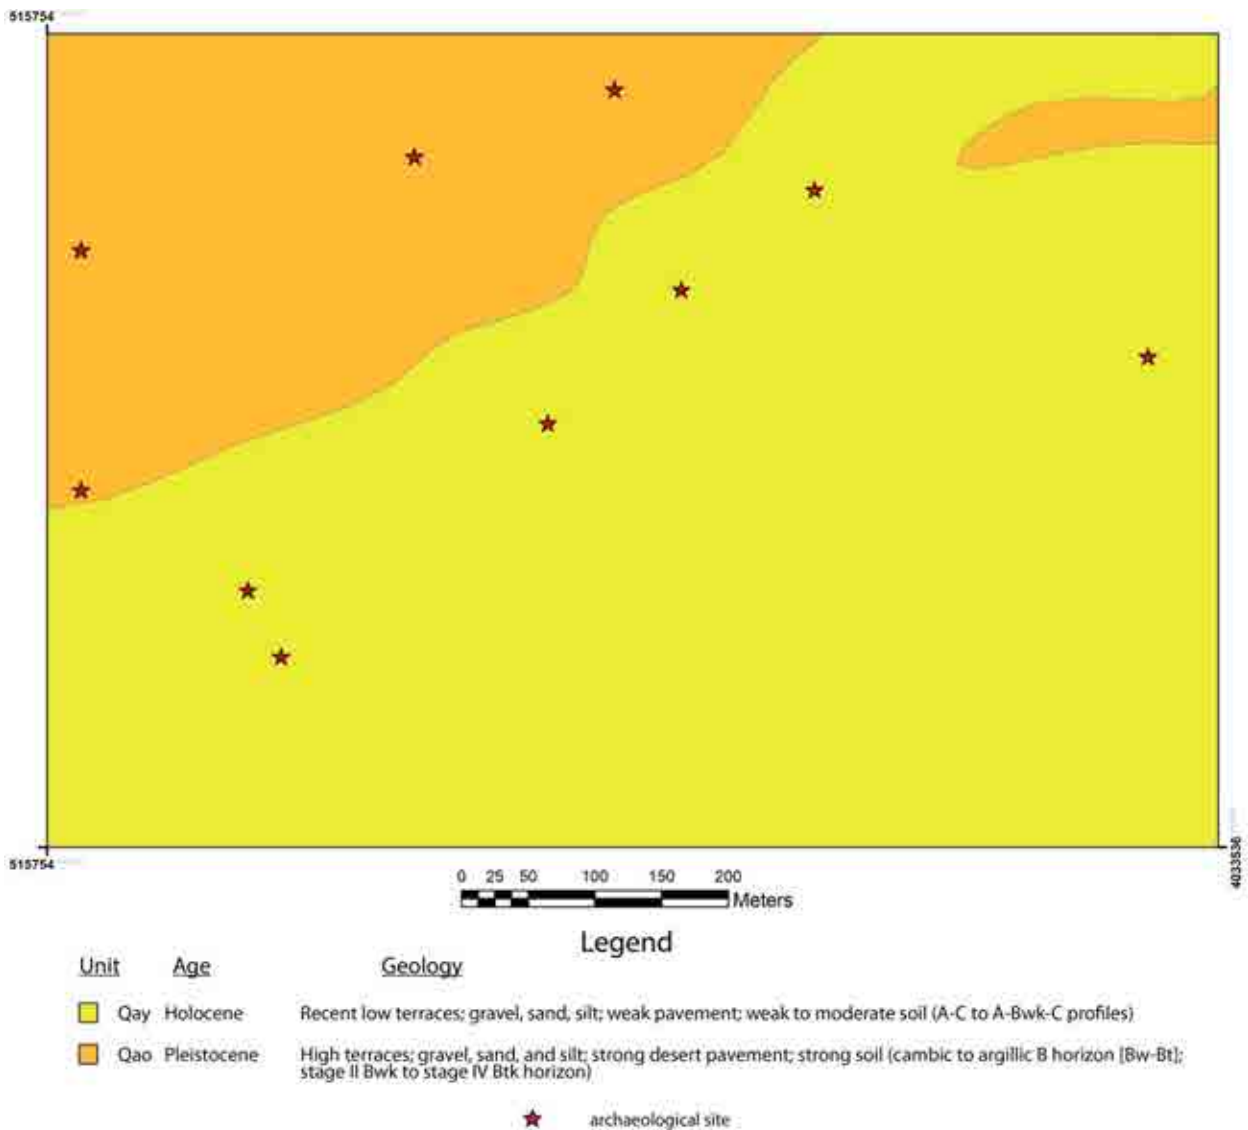 515754
515754
4033536
0 25 50 100 150 200
Meters
Legend
Unit Age Geology
Qay Holocene Recent low terraces; gravel, sand, silt; weak pavement; weak to moderate soil (A-C to A-Bwk-C profiles)
Qao Pleistocene High terraces; gravel, sand, and silt; strong desert pavement; strong soil (cambic to argillic B horizon [Bw-Bt];
stage II Bwk to stage IV Btk horizon)
archaeological site